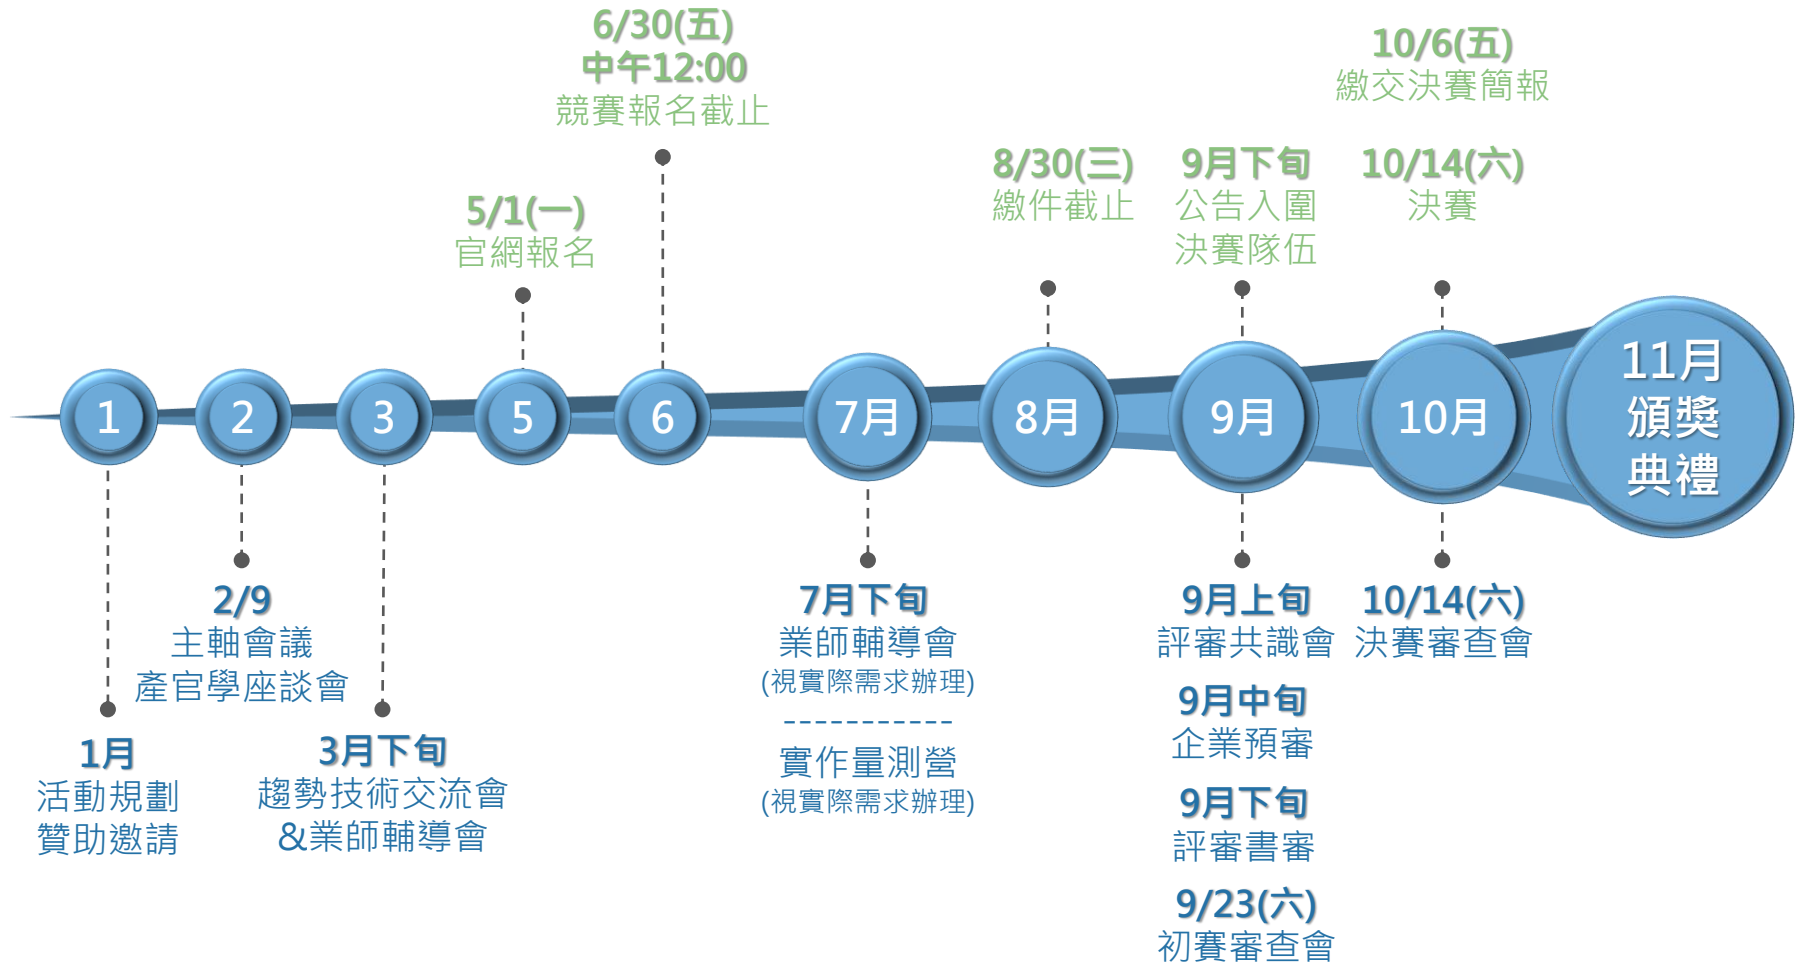 6/30(五)
中午12:00
競賽報名截止
10/6(五)
繳交決賽簡報
5/1(一)
官網報名
8/30(三)
繳件截止
9月下旬
公告入圍
決賽隊伍
10/14(六)
決賽
1
2
3
5
6
7月
8月
9月
10月
11月
頒獎
典禮
1月
活動規劃
贊助邀請
2/9
主軸會議
產官學座談會
3月下旬
趨勢技術交流會
&業師輔導會
7月下旬
業師輔導會
(視實際需求辦理)
-----------
實作量測營
(視實際需求辦理)
9月上旬
評審共識會
9月中旬
企業預審
9月下旬
評審書審
9/23(六)
初賽審查會
10/14(六)
決賽審查會